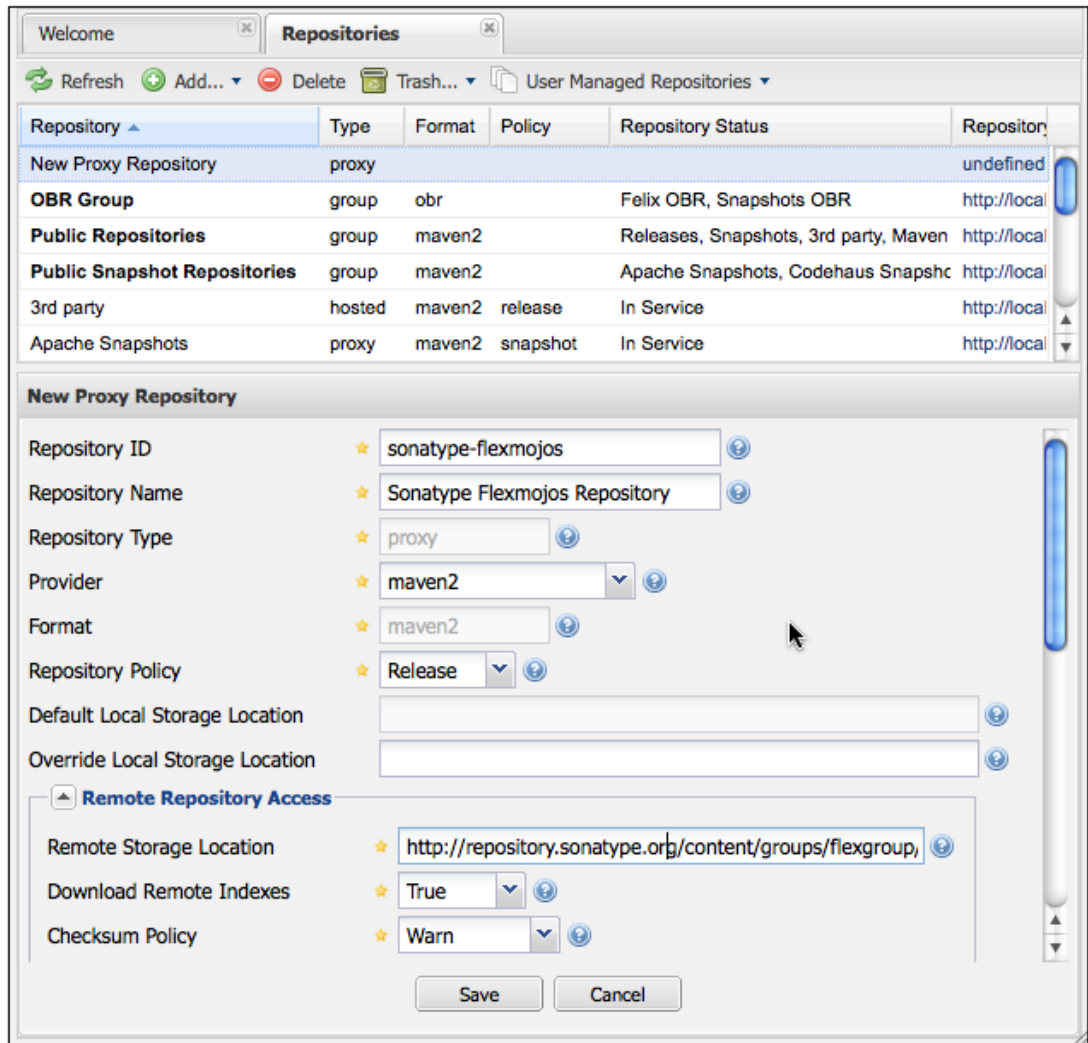 Welcome Repositories
Refresh Add... Delete Trash... User Managed Repositories
Repository Type Format Policy Repository Status Repository
New Proxy Repository proxy undefined
OBR Group group obr Felix OBR, Snapshots OBR http://local
Public Repositories group maven2 Releases, Snapshots, 3rd party, Maven http://local
Public Snapshot Repositories group maven2 Apache Snapshots, Codehaus Snapshc http://local
3rd party hosted maven2 release In Service http://local
Apache Snapshots proxy maven2 snapshot In Service http://local
New Proxy Repository
Repository ID sonatype-flexmojos
Repository Name Sonatype Flexmojos Repository
Repository Type proxy
Provider maven2
Format maven2
Repository Policy Release
Default Local Storage Location
Override Local Storage Location
Remote Repository Access
Remote Storage Location http://repository.sonatype.org/content/groups/flexgroup/
Download Remote Indexes True
Checksum Policy Warn
Save Cancel